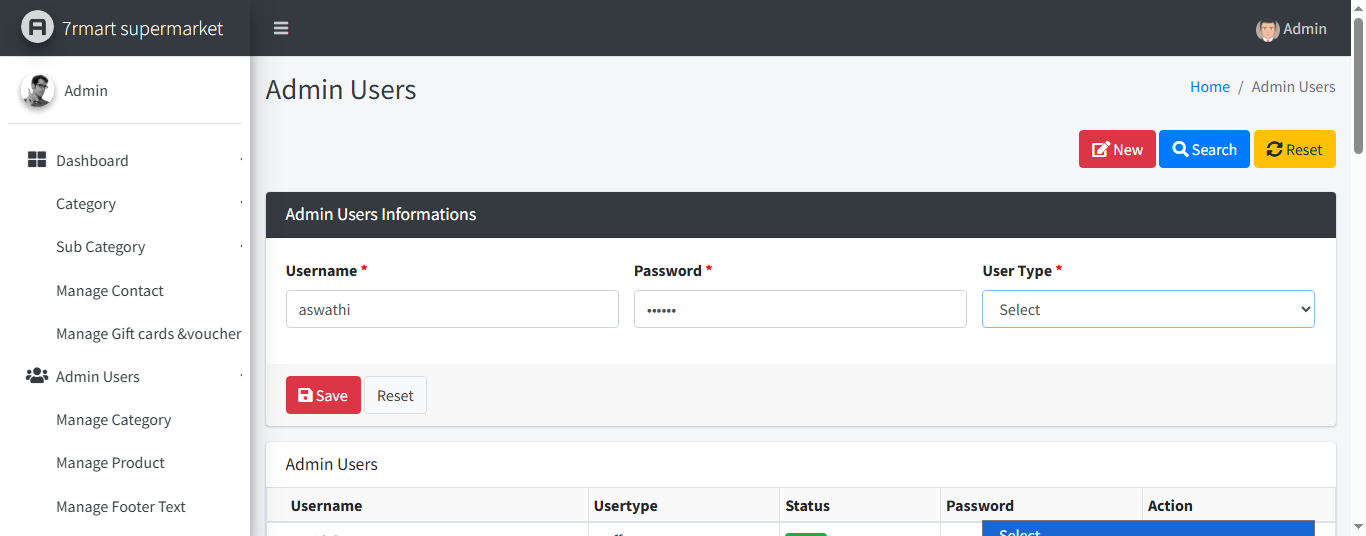 7rmart supermarket
Admin
Admin
Dashboard
Category
Sub Category
Manage Contact
Manage Gift cards &voucher
Admin Users
Manage Category
Manage Product
Manage Footer Text
Admin Users
Home / Admin Users
New Search Reset
Admin Users Informations
Username * Password * User Type *
aswathi •••••• Select
Save Reset
Admin Users
Username Usertype Status Password Action
Select